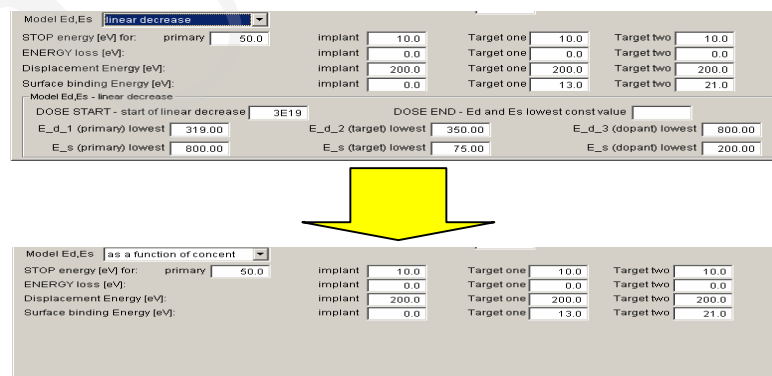 Model Ed,Es linear decrease
STOP energy [eV] for: primary 50.0 implant 10.0 Target one 10.0 Target two 10.0
ENERGY loss [eV]: implant 0.0 Target one 0.0 Target two 0.0
Displacement Energy [eV]: implant 200.0 Target one 200.0 Target two 200.0
Surface binding Energy [eV]: implant 0.0 Target one 13.0 Target two 21.0
Model Ed,Es - linear decrease
DOSE START - start of linear decrease 3E19 DOSE END - Ed and Es lowest const value
E_d_1 (primary) lowest 319.00 E_d_2 (target) lowest 350.00 E_d_3 (dopant) lowest 800.00
E_s (primary) lowest 800.00 E_s (target) lowest 75.00 E_s (dopant) lowest 200.00
Model Ed,Es as a function of concent
STOP energy [eV] for: primary 50.0 implant 10.0 Target one 10.0 Target two 10.0
ENERGY loss [eV]: implant 0.0 Target one 0.0 Target two 0.0
Displacement Energy [eV]: implant 200.0 Target one 200.0 Target two 200.0
Surface binding Energy [eV]: implant 0.0 Target one 13.0 Target two 21.0